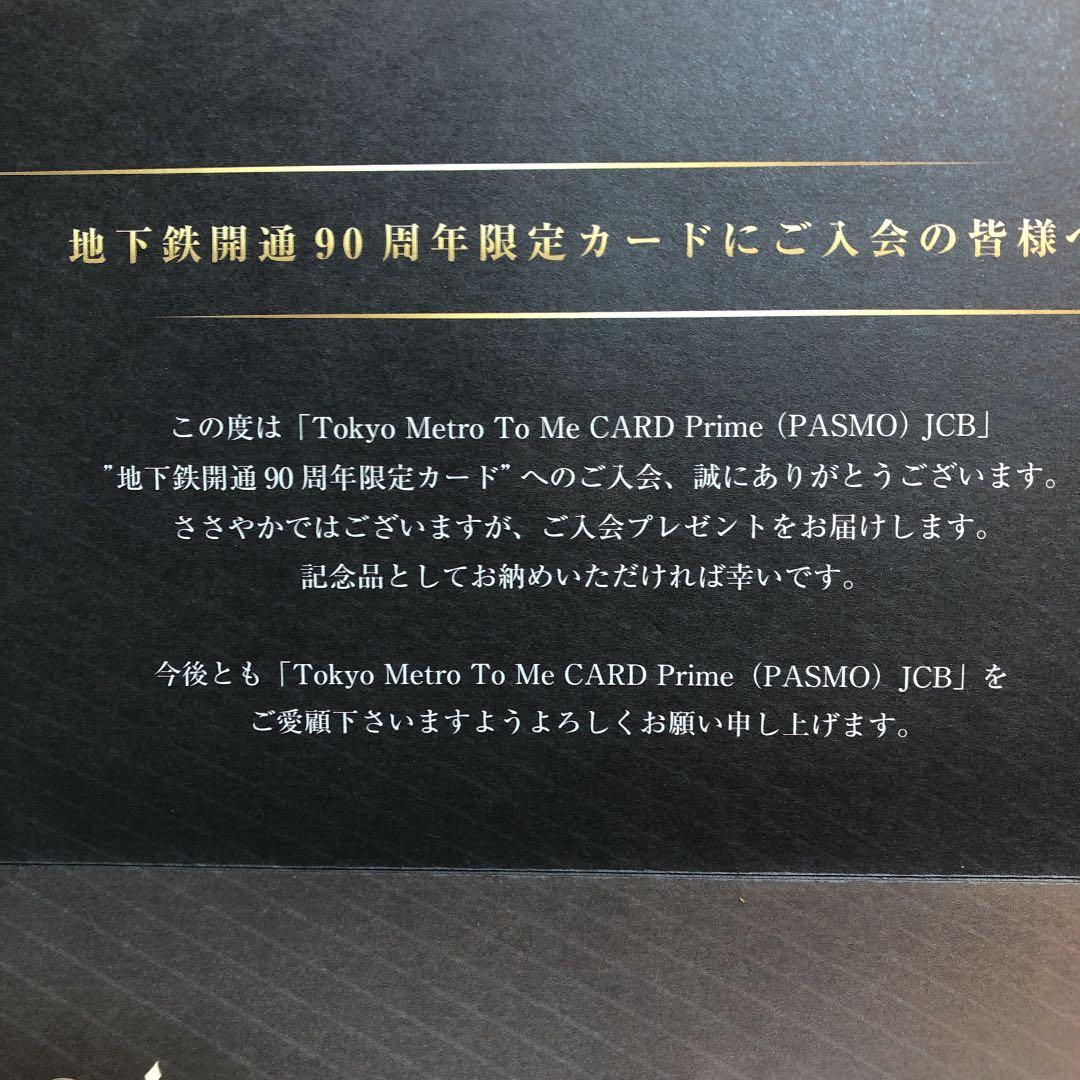 地下鉄開通90周年限定カードにご入会の皆様へ
この度は「Tokyo Metro To Me CARD Prime（PASMO）JCB」
”地下鉄開通90周年限定カード”へのご入会、誠にありがとうございます。
ささやかではございますが、ご入会プレゼントをお届けします。
記念品としてお納めいただければ幸いです。
今後とも「Tokyo Metro To Me CARD Prime（PASMO）JCB」を
ご愛顧下さいますようよろしくお願い申し上げます。